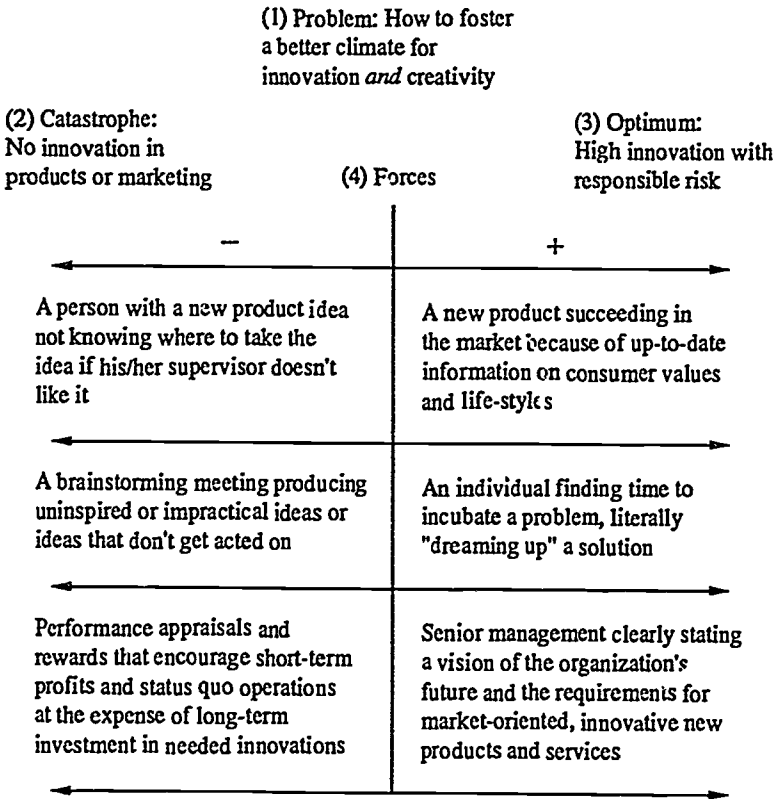 (1) Problem: How to foster
a better climate for
innovation and creativity
(2) Catastrophe:
No innovation in
products or marketing
(4) Forces
(3) Optimum:
High innovation with
responsible risk
−
+
A person with a new product idea
not knowing where to take the
idea if his/her supervisor doesn't
like it
A new product succeeding in
the market because of up-to-date
information on consumer values
and life-styles
A brainstorming meeting producing
uninspired or impractical ideas or
ideas that don't get acted on
An individual finding time to
incubate a problem, literally
"dreaming up" a solution
Performance appraisals and
rewards that encourage short-term
profits and status quo operations
at the expense of long-term
investment in needed innovations
Senior management clearly stating
a vision of the organization's
future and the requirements for
market-oriented, innovative new
products and services